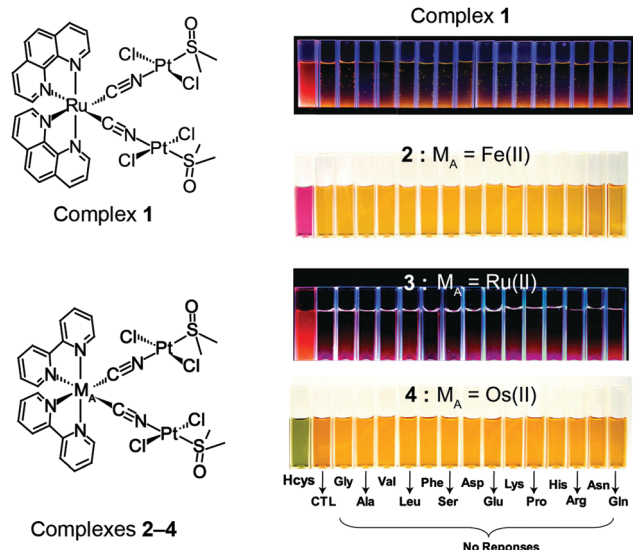 Complex 1
Cl
O
S
Pt
N
C
Cl
N
N
Ru
C
N
N
N
Cl
Cl
Pt
S
O
Complex 1
2 : MA = Fe(II)
3 : MA = Ru(II)
4 : MA = Os(II)
O
Cl
S
Pt
N
C
Cl
N
N
MA
C
N
N
N
Cl
Cl
Pt
S
O
Complexes 2–4
Hcys Gly Val Phe Asp Lys His Asn
CTL Ala Leu Ser Glu Pro Arg Gln
No Reponses